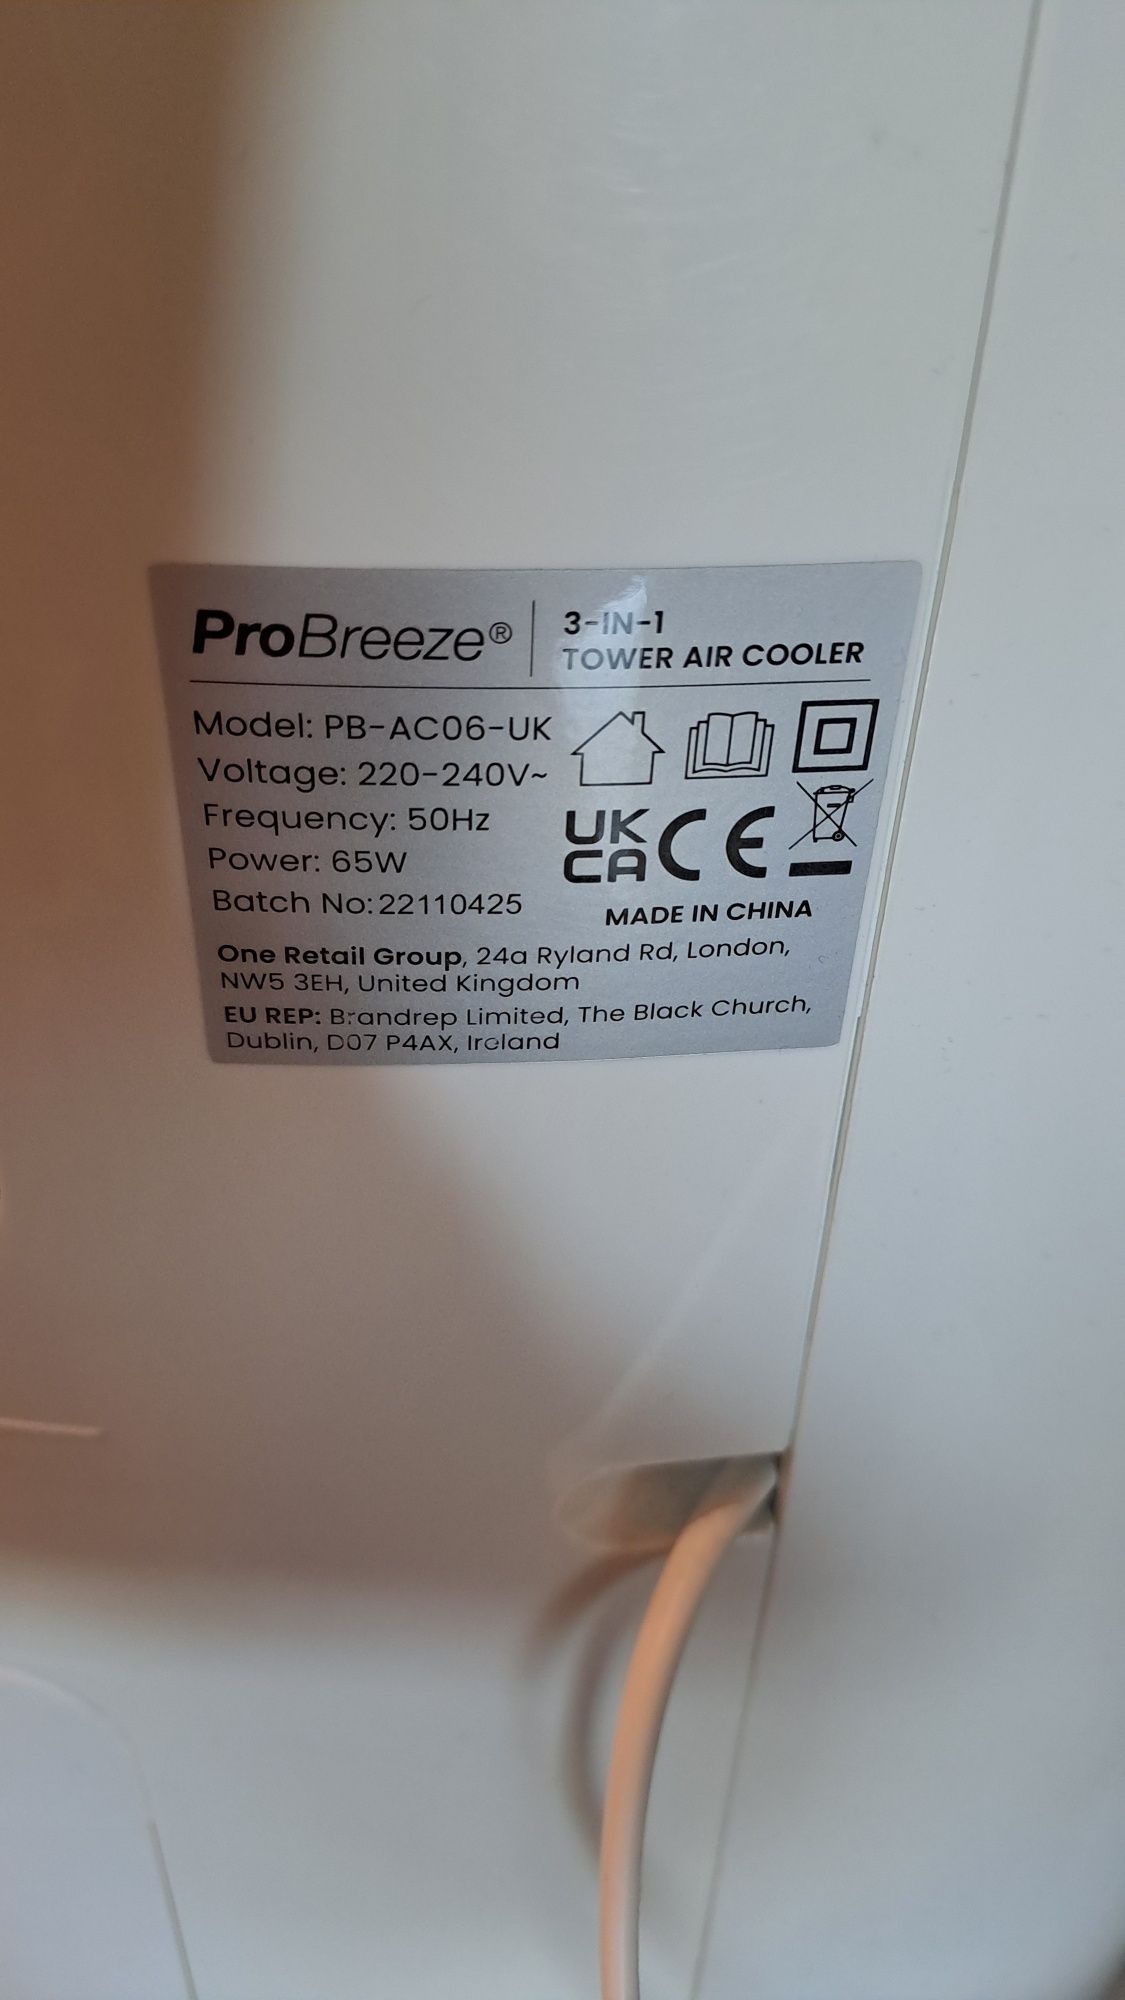 ProBreeze®
3-IN-1
TOWER AIR COOLER
Model: PB-AC06-UK
Voltage: 220-240V~
Frequency: 50Hz
Power: 65W
Batch No: 22110425
UK
CA CE
MADE IN CHINA
One Retail Group, 24a Ryland Rd, London,
NW5 3EH, United Kingdom
EU REP: Brandrep Limited, The Black Church,
Dublin, D07 P4AX, Ireland